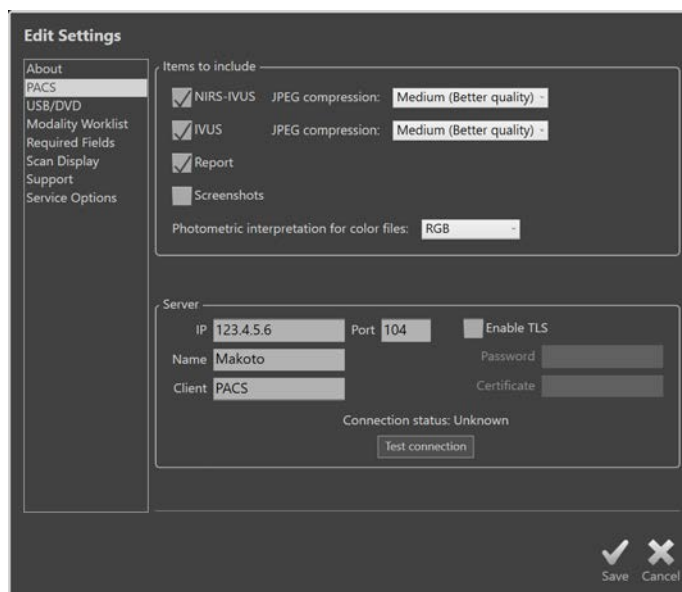 Edit Settings
About
PACS
USB/DVD
Modality Worklist
Required Fields
Scan Display
Support
Service Options
Items to include
NIRS-IVUS JPEG compression: Medium (Better quality)
IVUS JPEG compression: Medium (Better quality)
Report
Screenshots
Photometric interpretation for color files: RGB
Server
IP 123.4.5.6 Port 104 Enable TLS
Name Makoto Password
Client PACS Certificate
Connection status: Unknown
Test connection
Save Cancel